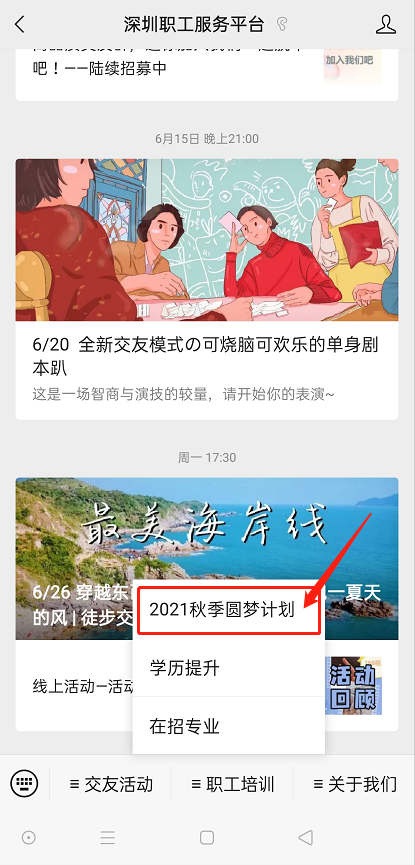 深圳职工服务平台
吧！——陆续招募中
加入我们吧
6月15日 晚上21:00
6/20 全新交友模式の可烧脑可欢乐的单身剧
本趴
这是一场智商与演技的较量，请开始你的表演~
周一 17:30
最美海岸线
6/26 穿越东
一夏天
的风 | 徒步交
2021秋季圆梦计划
学历提升
在招专业
线上活动—活动
活动
回顾
≡ 交友活动
≡ 职工培训
≡ 关于我们